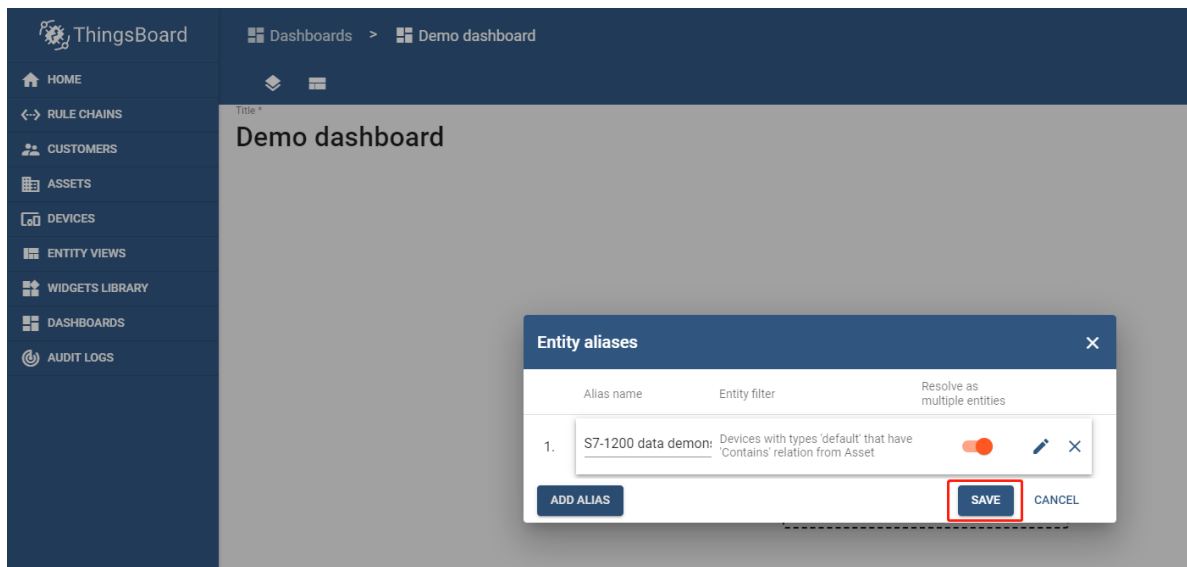 ThingsBoard
Dashboards > Demo dashboard
HOME
RULE CHAINS
CUSTOMERS
ASSETS
DEVICES
ENTITY VIEWS
WIDGETS LIBRARY
DASHBOARDS
AUDIT LOGS
Title *
Demo dashboard
Entity aliases
Alias name Entity filter Resolve as
multiple entities
1. S7-1200 data demon Devices with types 'default' that have
'Contains' relation from Asset
ADD ALIAS SAVE CANCEL